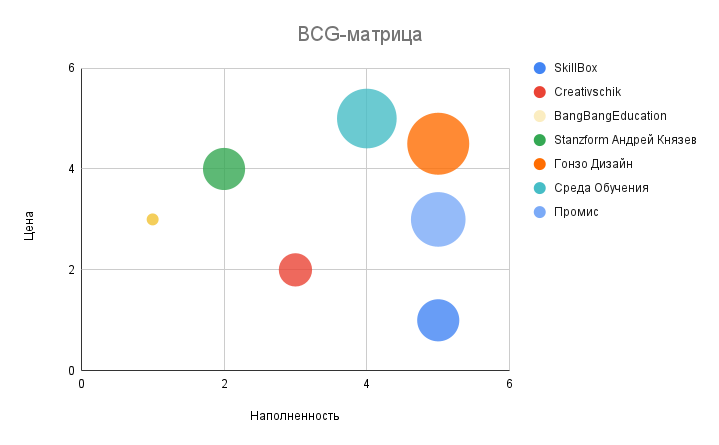 BCG-матрица
SkillBox
Creativschik
BangBangEducation
Stanzform Андрей Князев
Гонзо Дизайн
Среда Обучения
Промис
6
4
2
0
Цена
0 2 4 6
Наполненность